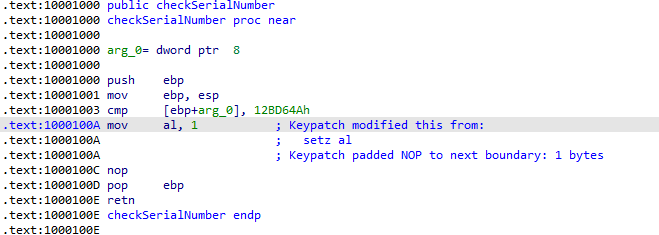 .text:10001000 public checkSerialNumber
.text:10001000 checkSerialNumber proc near
.text:10001000
.text:10001000 arg_0= dword ptr  8
.text:10001000
.text:10001000 push    ebp
.text:10001001 mov     ebp, esp
.text:10001003 cmp     [ebp+arg_0], 12BD64Ah
.text:1000100A mov     al, 1           ; Keypatch modified this from:
.text:1000100A                         ;   setz al
.text:1000100A                         ; Keypatch padded NOP to next boundary: 1 bytes
.text:1000100C nop
.text:1000100D pop     ebp
.text:1000100E retn
.text:1000100E checkSerialNumber endp
.text:1000100E